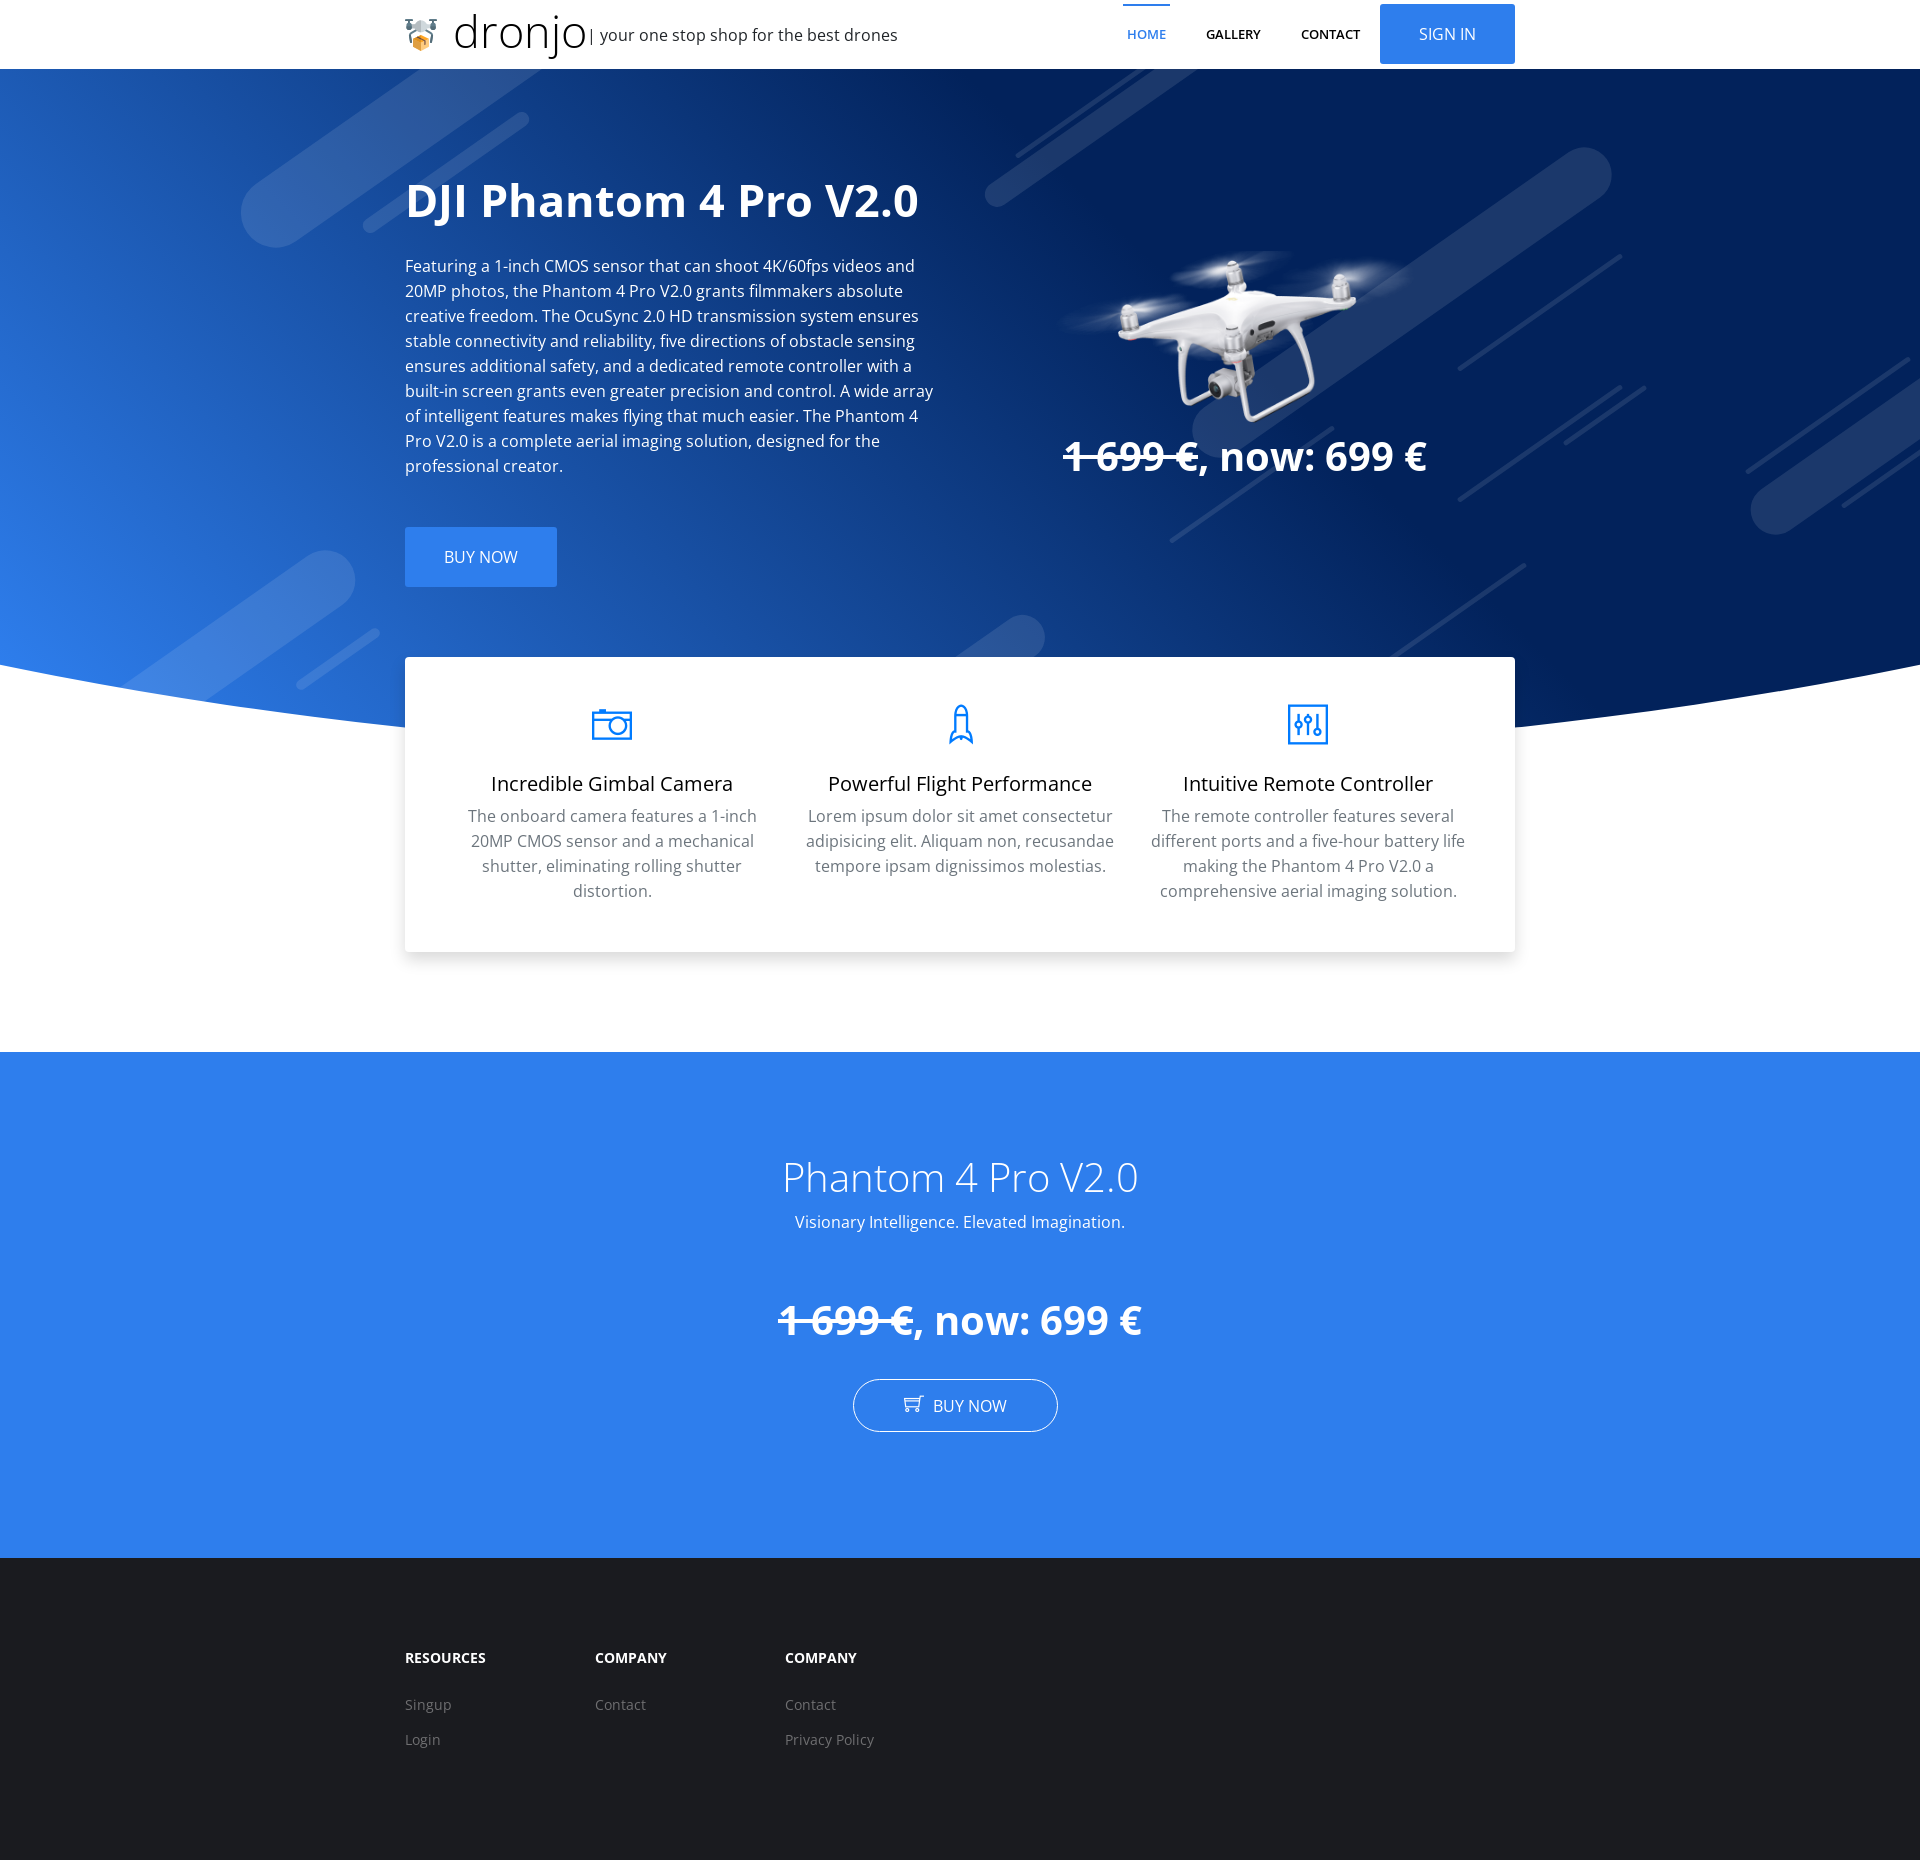 dronjo | your one stop shop for the best drones
HOME
GALLERY
CONTACT
SIGN IN
DJI Phantom 4 Pro V2.0
Featuring a 1-inch CMOS sensor that can shoot 4K/60fps videos and
20MP photos, the Phantom 4 Pro V2.0 grants filmmakers absolute
creative freedom. The OcuSync 2.0 HD transmission system ensures
stable connectivity and reliability, five directions of obstacle sensing
ensures additional safety, and a dedicated remote controller with a
built-in screen grants even greater precision and control. A wide array
of intelligent features makes flying that much easier. The Phantom 4
Pro V2.0 is a complete aerial imaging solution, designed for the
professional creator.
BUY NOW
1 699 €, now: 699 €
Incredible Gimbal Camera
The onboard camera features a 1-inch
20MP CMOS sensor and a mechanical
shutter, eliminating rolling shutter
distortion.
Powerful Flight Performance
Lorem ipsum dolor sit amet consectetur
adipisicing elit. Aliquam non, recusandae
tempore ipsam dignissimos molestias.
Intuitive Remote Controller
The remote controller features several
different ports and a five-hour battery life
making the Phantom 4 Pro V2.0 a
comprehensive aerial imaging solution.
Phantom 4 Pro V2.0
Visionary Intelligence. Elevated Imagination.
1 699 €, now: 699 €
BUY NOW
RESOURCES
Singup
Login
COMPANY
Contact
COMPANY
Contact
Privacy Policy